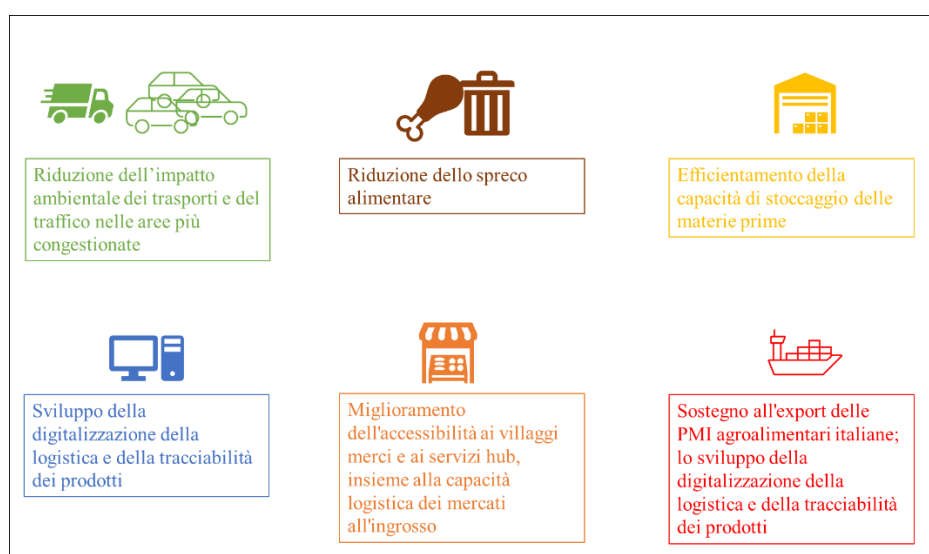 Riduzione dell’impatto
ambientale dei trasporti e del
traffico nelle aree più
congestionate
Riduzione dello spreco
alimentare
Efficientamento della
capacità di stoccaggio delle
materie prime
Sviluppo della
digitalizzazione della
logistica e della tracciabilità
dei prodotti
Miglioramento
dell'accessibilità ai villaggi
merci e ai servizi hub,
insieme alla capacità
logistica dei mercati
all'ingrosso
Sostegno all'export delle
PMI agroalimentari italiane;
lo sviluppo della
digitalizzazione della
logistica e della tracciabilità
dei prodotti